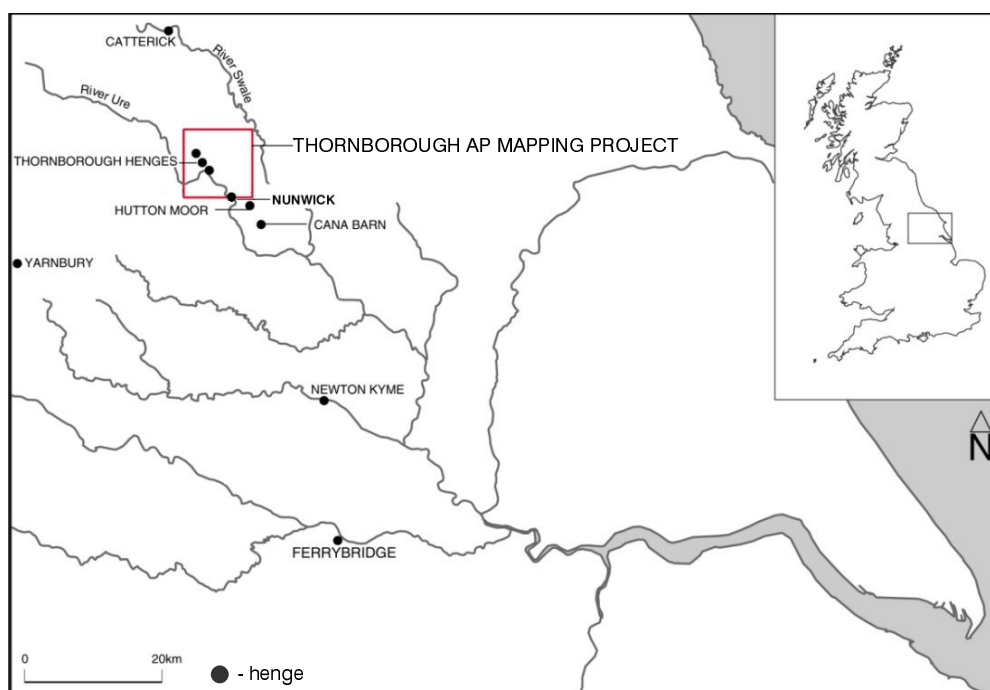 CATTERICK
River Swale
River Ure
THORNBOROUGH AP MAPPING PROJECT
THORNBOROUGH HENGES
NUNWICK
HUTTON MOOR
CANA BARN
YARNBURY
NEWTON KYME
N
FERRYBRIDGE
0 20km
- henge